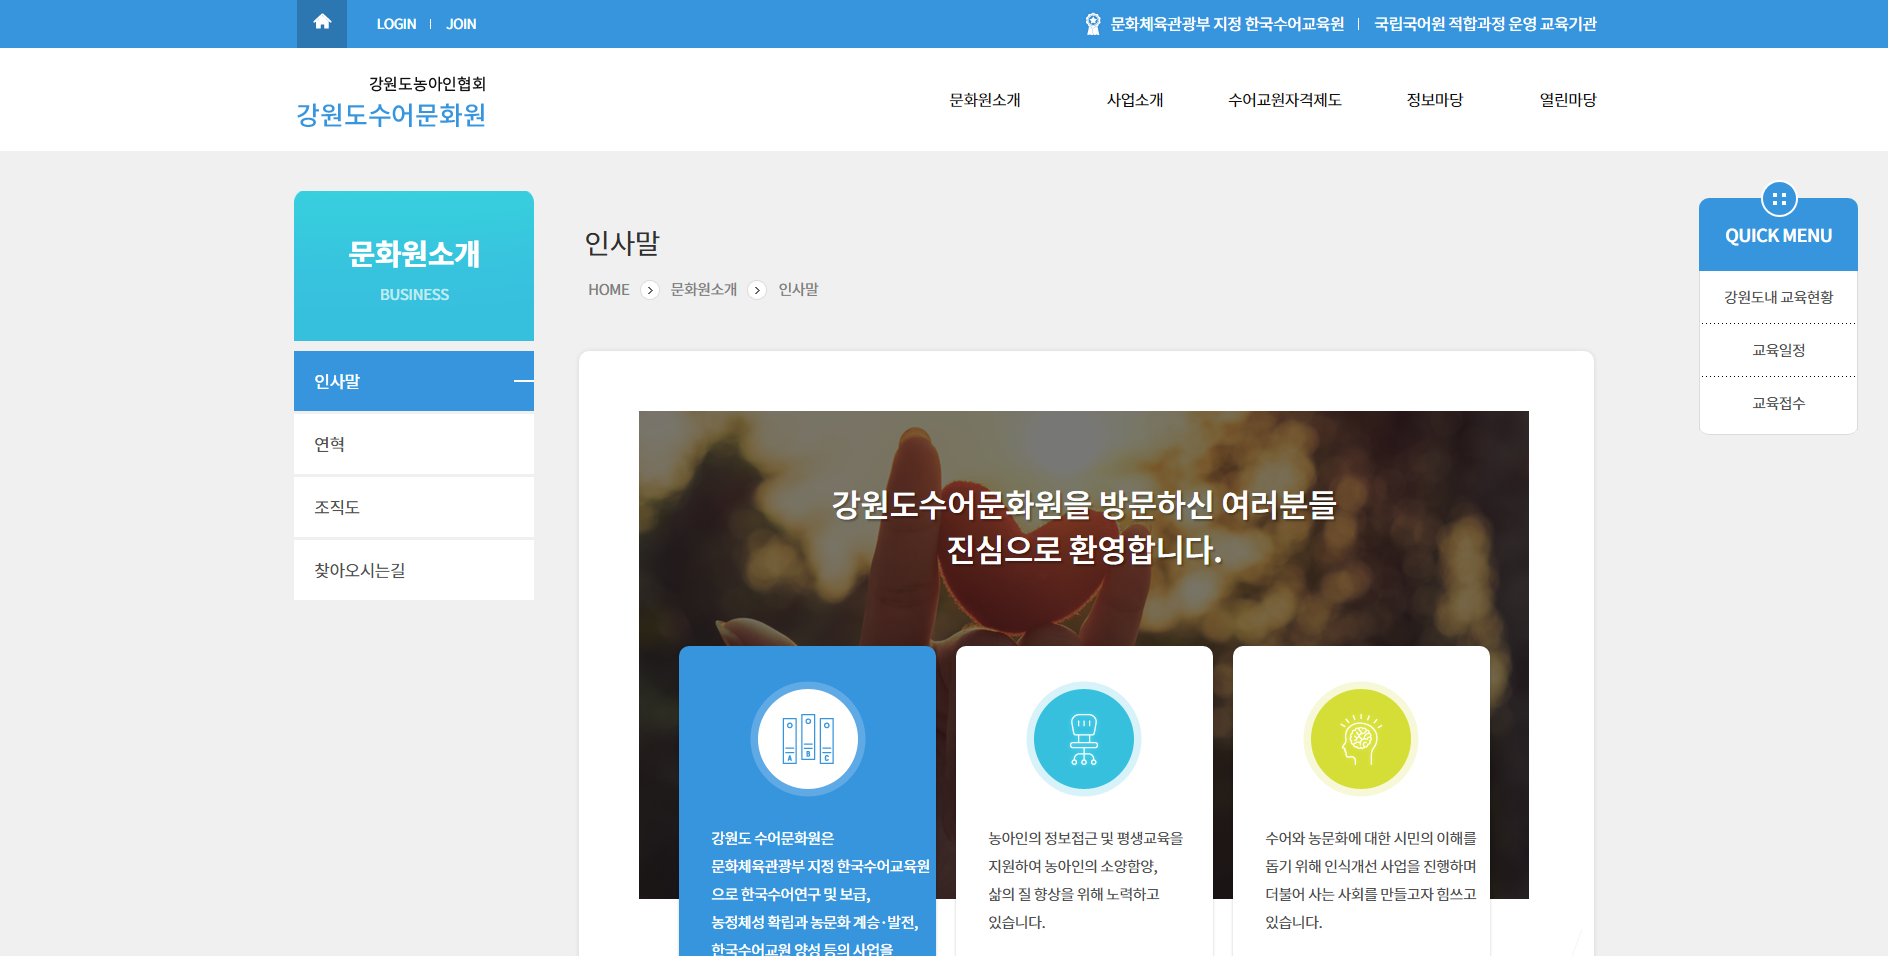 LOGIN
JOIN
문화체육관광부 지정 한국수어교육원
국립국어원 적합과정 운영 교육기관
강원도농아인협회
강원도수어문화원
문화원소개
사업소개
수어교원자격제도
정보마당
열린마당
문화원소개
BUSINESS
인사말
연혁
조직도
찾아오시는길
인사말
HOME
문화원소개
인사말
QUICK MENU
강원도내 교육현황
교육일정
교육접수
강원도수어문화원을 방문하신 여러분들
진심으로 환영합니다.
A B C
강원도 수어문화원은
문화체육관광부 지정 한국수어교육원
으로 한국수어연구 및 보급,
농정체성 확립과 농문화 계승·발전,
한국수어교원 양성 등의 사업을
농아인의 정보접근 및 평생교육을
지원하여 농아인의 소양함양,
삶의 질 향상을 위해 노력하고
있습니다.
수어와 농문화에 대한 시민의 이해를
돕기 위해 인식개선 사업을 진행하며
더불어 사는 사회를 만들고자 힘쓰고
있습니다.